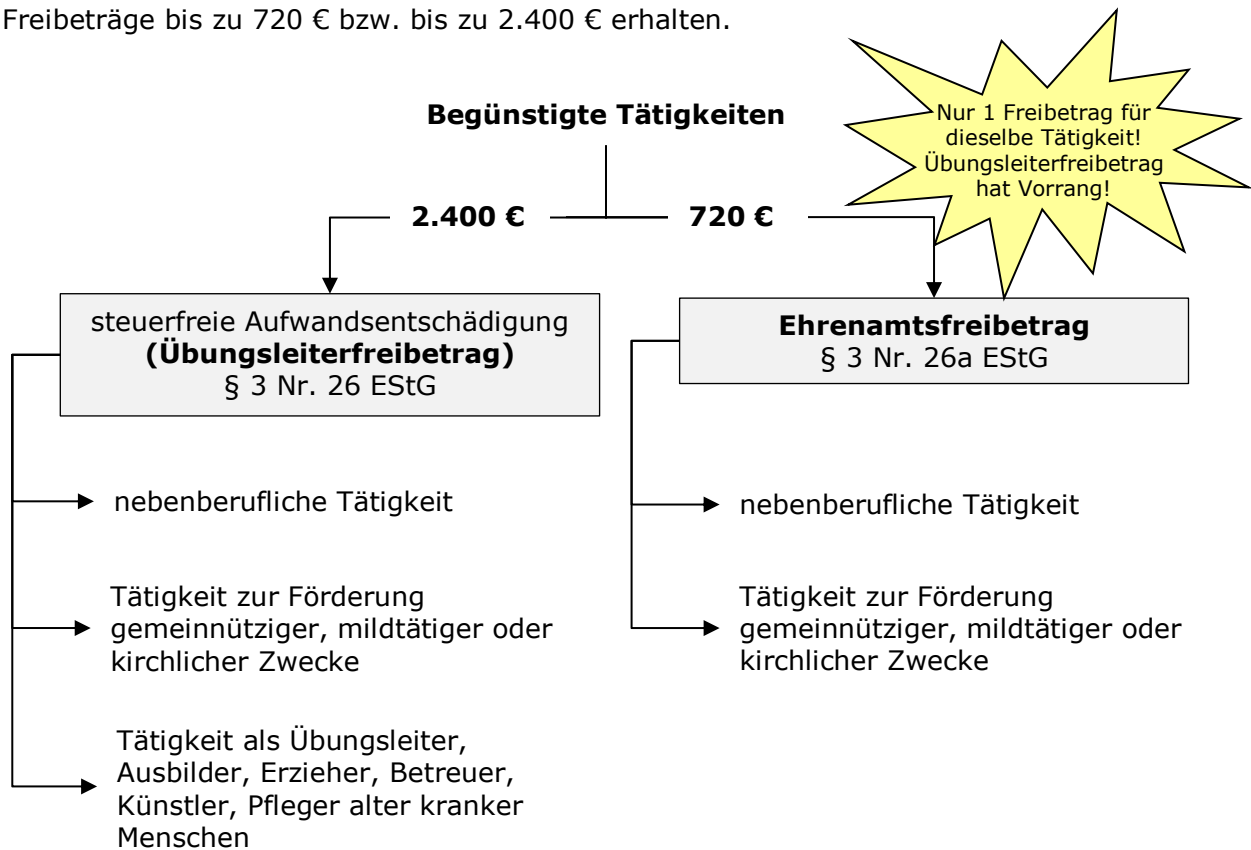 Freibeträge bis zu 720 € bzw. bis zu 2.400 € erhalten.
Begünstigte Tätigkeiten
Nur 1 Freibetrag für
dieselbe Tätigkeit!
Übungsleiterfreibetrag
hat Vorrang!
2.400 €
720 €
steuerfreie Aufwandsentschädigung
(Übungsleiterfreibetrag)
§ 3 Nr. 26 EStG
nebenberufliche Tätigkeit
Tätigkeit zur Förderung
gemeinnütziger, mildtätiger oder
kirchlicher Zwecke
Tätigkeit als Übungsleiter,
Ausbilder, Erzieher, Betreuer,
Künstler, Pfleger alter kranker
Menschen
Ehrenamtsfreibetrag
§ 3 Nr. 26a EStG
nebenberufliche Tätigkeit
Tätigkeit zur Förderung
gemeinnütziger, mildtätiger oder
kirchlicher Zwecke